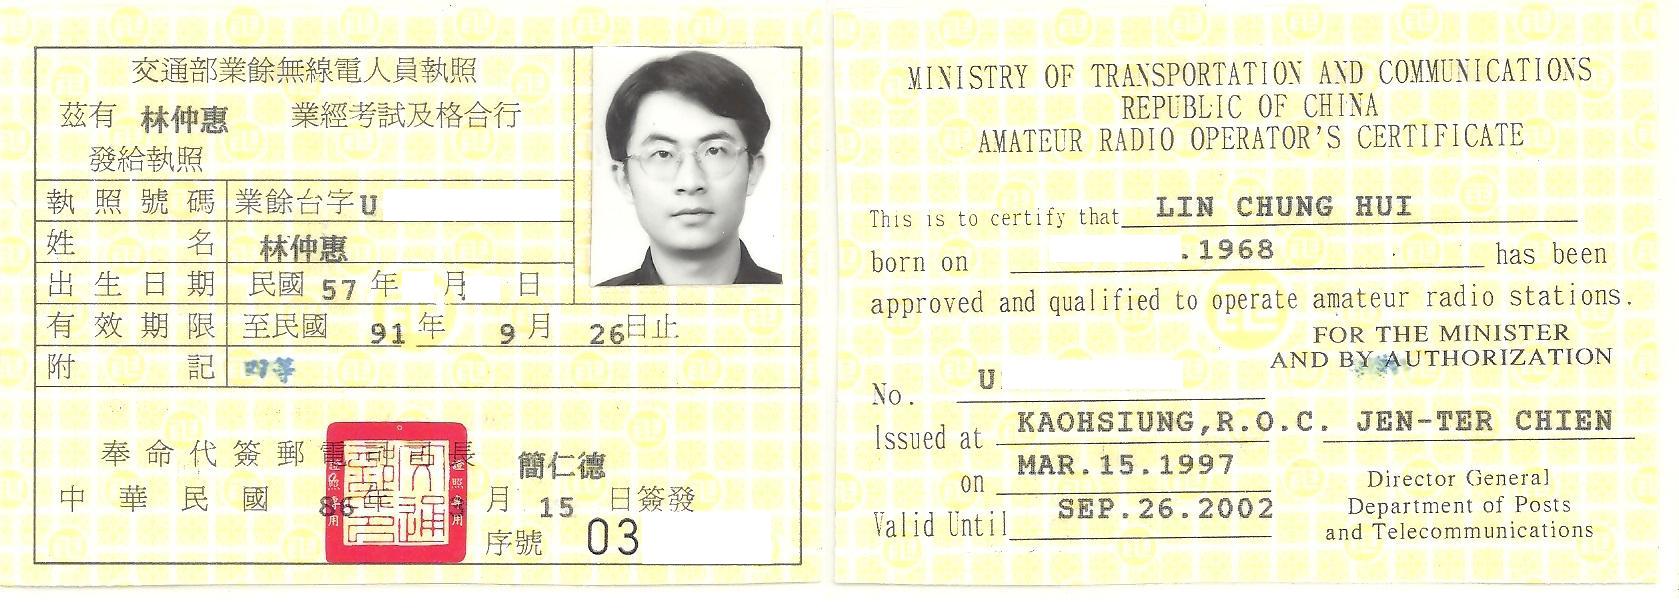 交通部業餘無線電人員執照
茲有 林仲惠 業經考試及格合行
發給執照
執照號碼 業餘台字U
姓名 林仲惠
出生日期 民國 57 年 月 日
有效期限 至民國 91 年 9 月 26日止
附記 四等
奉命代簽郵電司長 簡仁德
中華民國 86 年 3 月 15 日簽發
序號 03
MINISTRY OF TRANSPORTATION AND COMMUNICATIONS
REPUBLIC OF CHINA
AMATEUR RADIO OPERATOR'S CERTIFICATE
This is to certify that LIN CHUNG HUI
born on .1968 has been
approved and qualified to operate amateur radio stations.
FOR THE MINISTER
AND BY AUTHORIZATION
No. U
Issued at KAOHSIUNG,R.O.C. JEN-TER CHIEN
on MAR.15.1997
Valid Until SEP.26.2002
Director General
Department of Posts
and Telecommunications